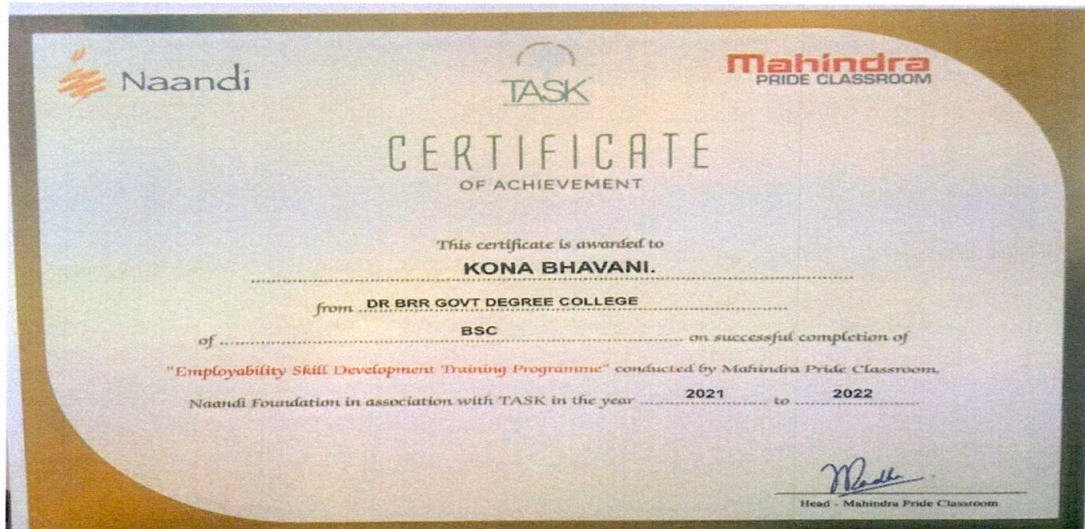 Naandi
TASK
Mahindra
PRIDE CLASSROOM
CERTIFICATE
OF ACHIEVEMENT
This certificate is awarded to
KONA BHAVANI.
from DR BRR GOVT DEGREE COLLEGE
of BSC on successful completion of
"Employability Skill Development Training Programme" conducted by Mahindra Pride Classroom,
Naandi Foundation in association with TASK in the year 2021 to 2022
Head - Mahindra Pride Classroom